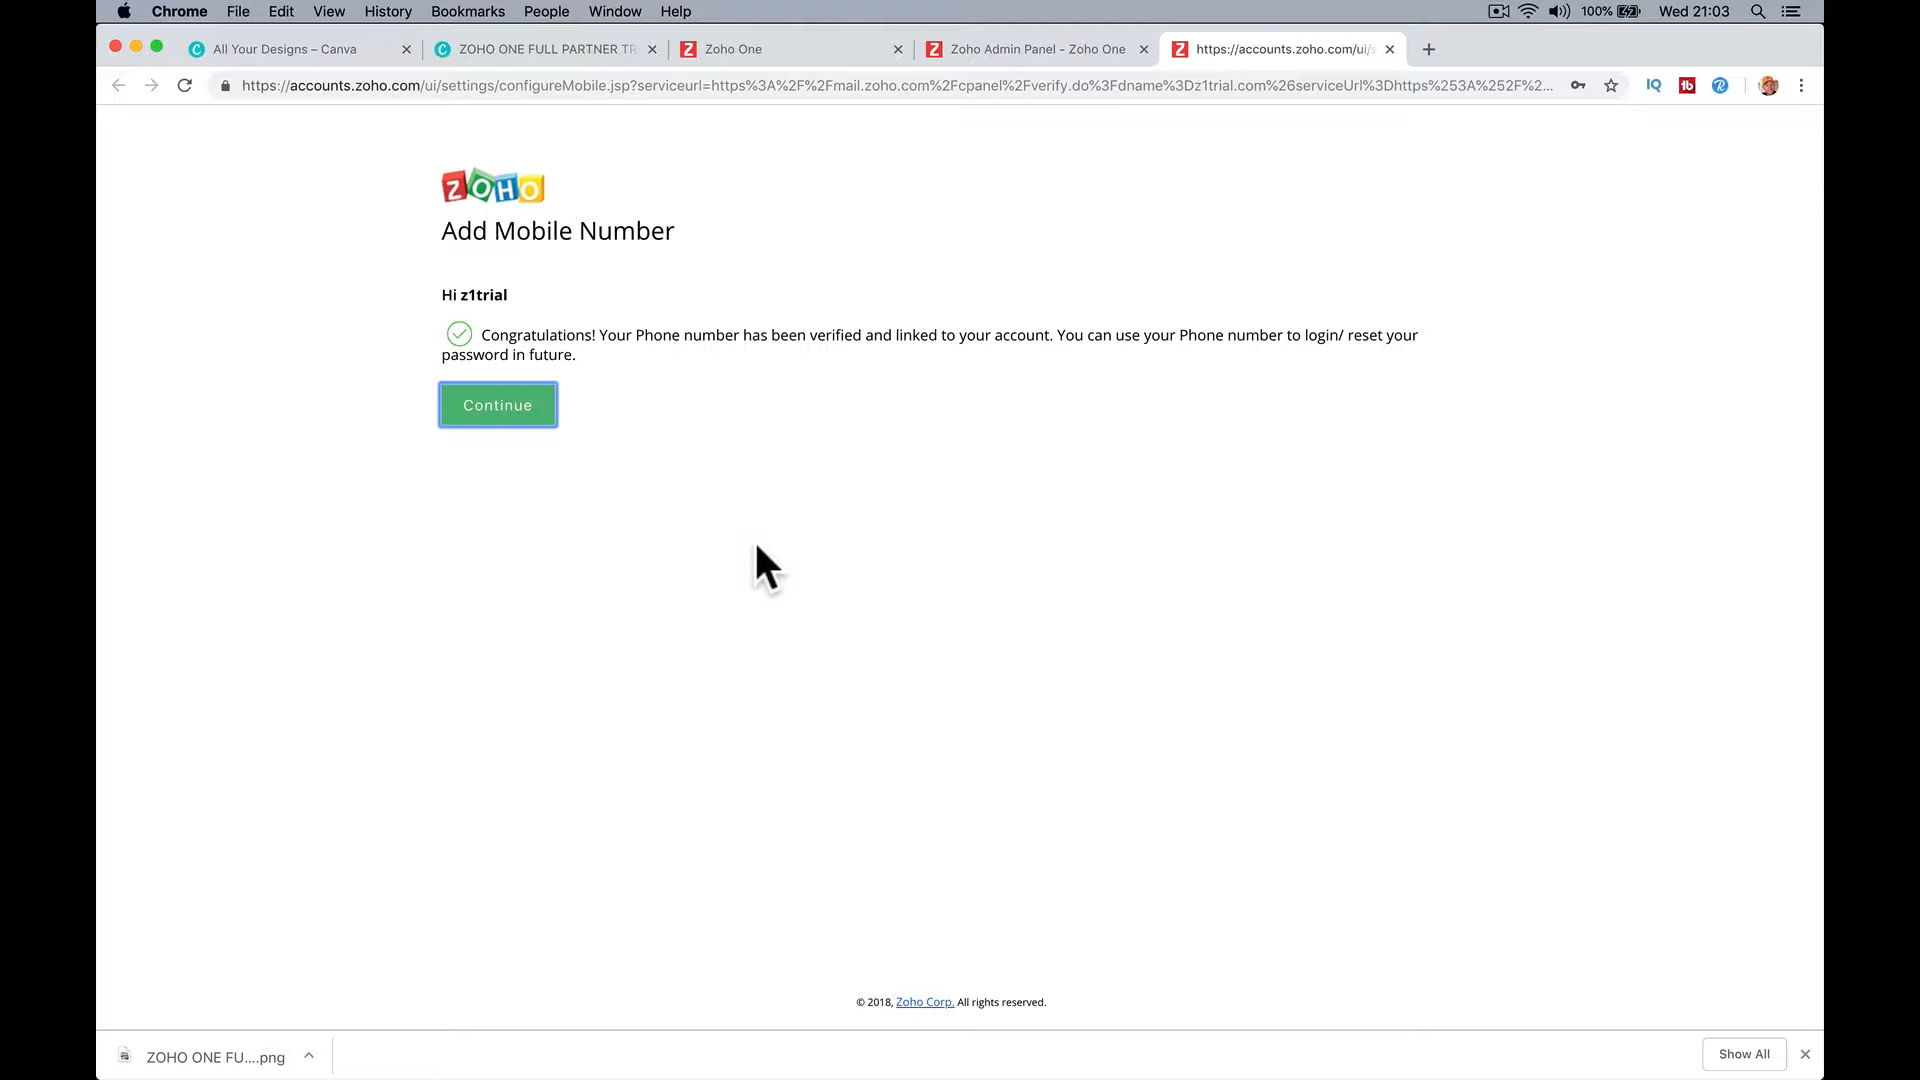 Chrome File Edit View History Bookmarks People Window Help 100% Wed 21:03
All Your Designs – Canva ZOHO ONE FULL PARTNER TR Zoho One Zoho Admin Panel - Zoho One https://accounts.zoho.com/ui/s
https://accounts.zoho.com/ui/settings/configureMobile.jsp?serviceurl=https%3A%2F%2Fmail.zoho.com%2Fcpanel%2Fverify.do%3Fdname%3Dz1trial.com%26serviceUrl%3Dhttps%253A%252F%2... IQ tb R
ZOHO
Add Mobile Number
Hi z1trial
Congratulations! Your Phone number has been verified and linked to your account. You can use your Phone number to login/ reset your
password in future.
Continue
© 2018, Zoho Corp. All rights reserved.
ZOHO ONE FU....png Show All